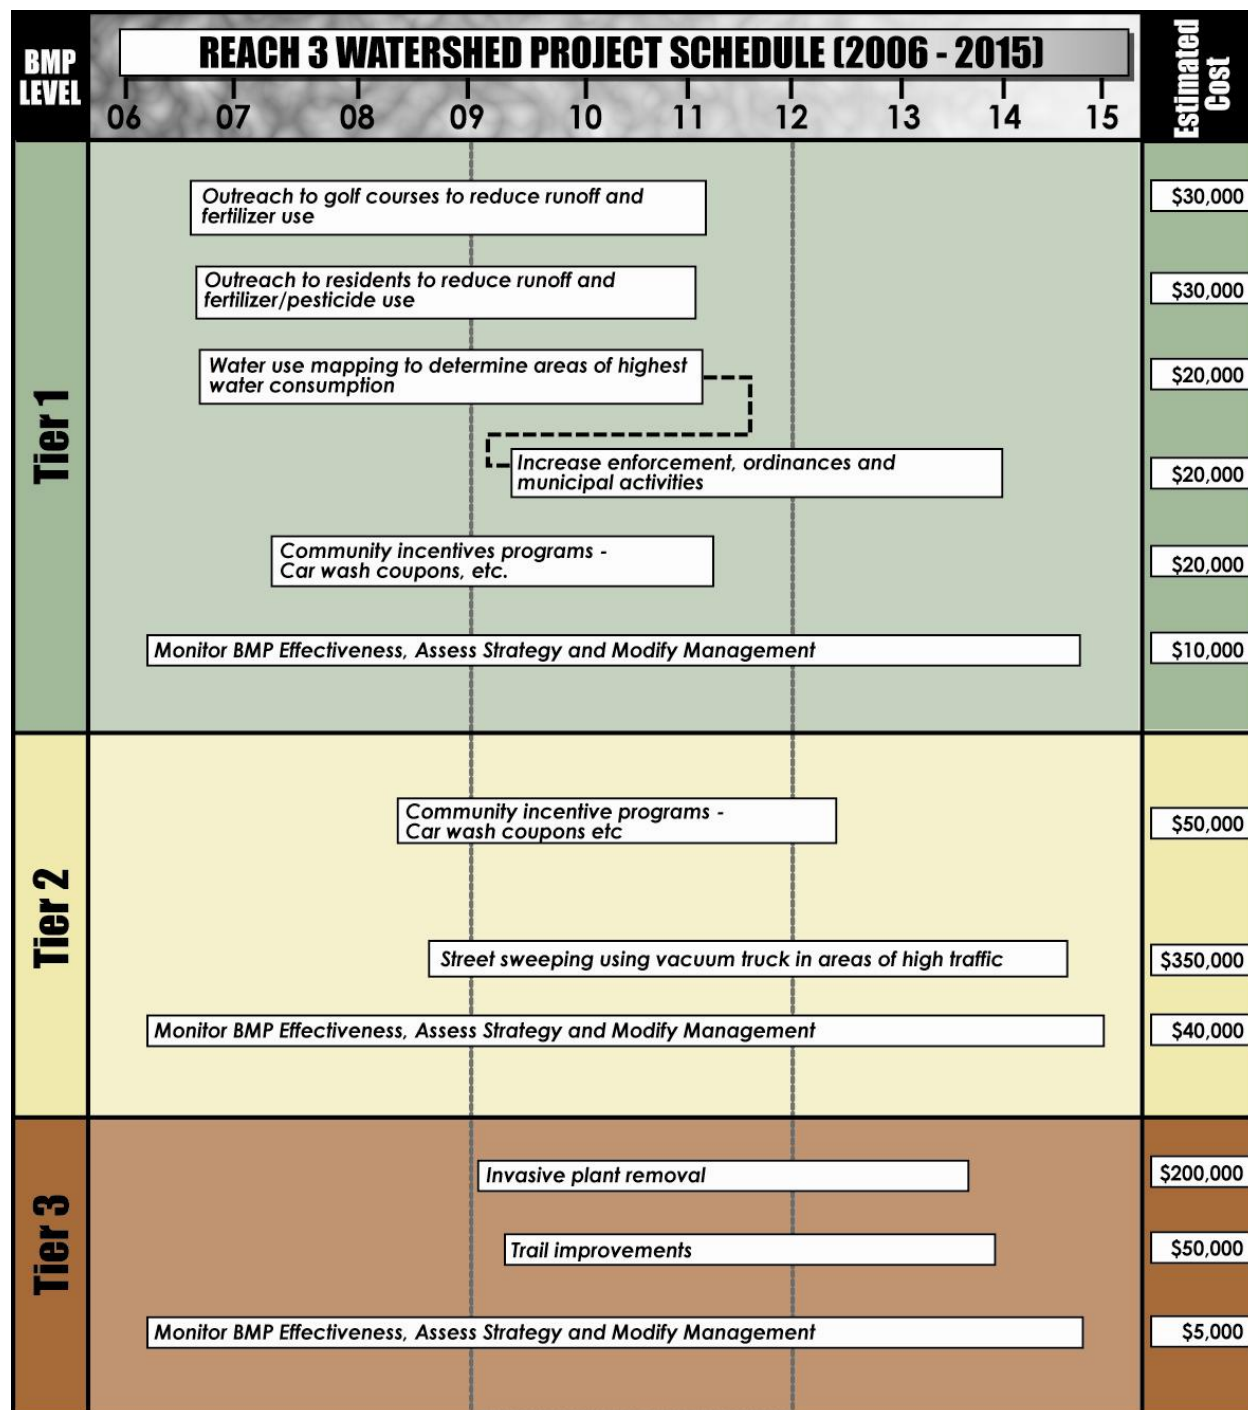 BMP
LEVEL
REACH 3 WATERSHED PROJECT SCHEDULE (2006 - 2015)
Estimated
Cost
06 07 08 09 10 11 12 13 14 15
Tier 1
Outreach to golf courses to reduce runoff and
fertilizer use
$30,000
Outreach to residents to reduce runoff and
fertilizer/pesticide use
$30,000
Water use mapping to determine areas of highest
water consumption
$20,000
Increase enforcement, ordinances and
municipal activities
$20,000
Community incentives programs -
Car wash coupons, etc.
$20,000
Monitor BMP Effectiveness, Assess Strategy and Modify Management
$10,000
Tier 2
Community incentive programs -
Car wash coupons etc
$50,000
Street sweeping using vacuum truck in areas of high traffic
$350,000
Monitor BMP Effectiveness, Assess Strategy and Modify Management
$40,000
Tier 3
Invasive plant removal
$200,000
Trail improvements
$50,000
Monitor BMP Effectiveness, Assess Strategy and Modify Management
$5,000